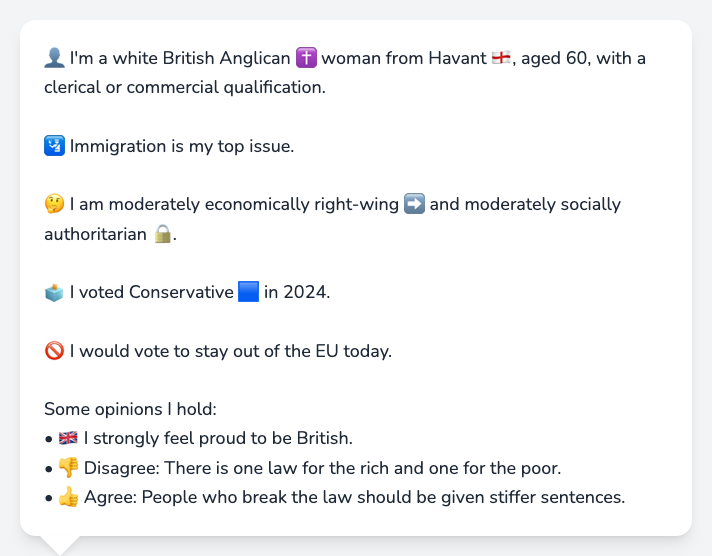 👤 I'm a white British Anglican ✝️ woman from Havant 🏴󠁧󠁢󠁥󠁮󠁧󠁿, aged 60, with a
clerical or commercial qualification.
🛂 Immigration is my top issue.
🤔 I am moderately economically right-wing ➡️ and moderately socially
authoritarian 🔒.
🗳️ I voted Conservative 🟦 in 2024.
🚫 I would vote to stay out of the EU today.
Some opinions I hold:
• 🇬🇧 I strongly feel proud to be British.
• 👎 Disagree: There is one law for the rich and one for the poor.
• 👍 Agree: People who break the law should be given stiffer sentences.